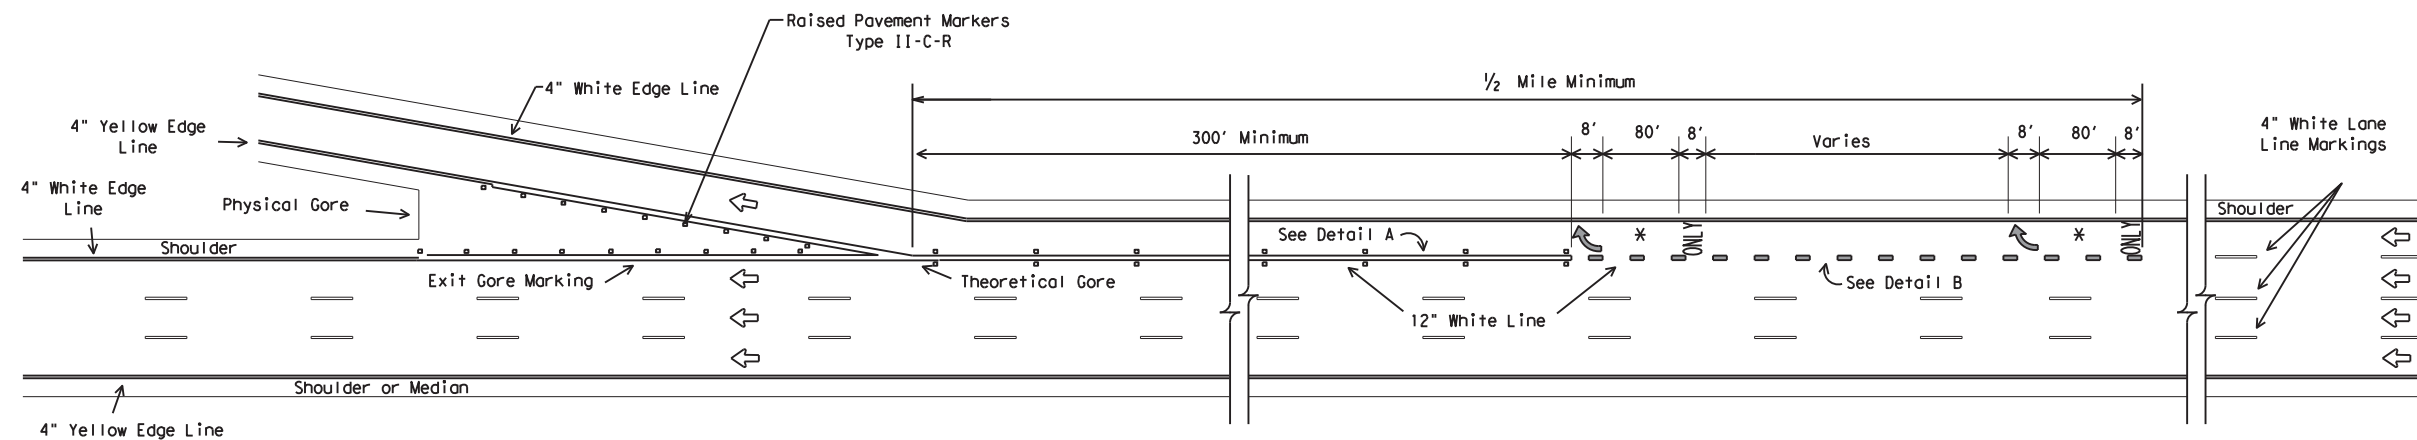 Raised Pavement Markers
Type II-C-R
4" White Edge Line
½ Mile Minimum
4" Yellow Edge
Line
300' Minimum
8'
80'
8'
Varies
8'
80'
8'
4" White Lane
Line Markings
4" White Edge
Line
Physical Gore
Shoulder
Shoulder
See Detail A
*
ONLY
*
ONLY
Exit Gore Marking
Theoretical Gore
See Detail B
12" White Line
Shoulder or Median
4" Yellow Edge Line